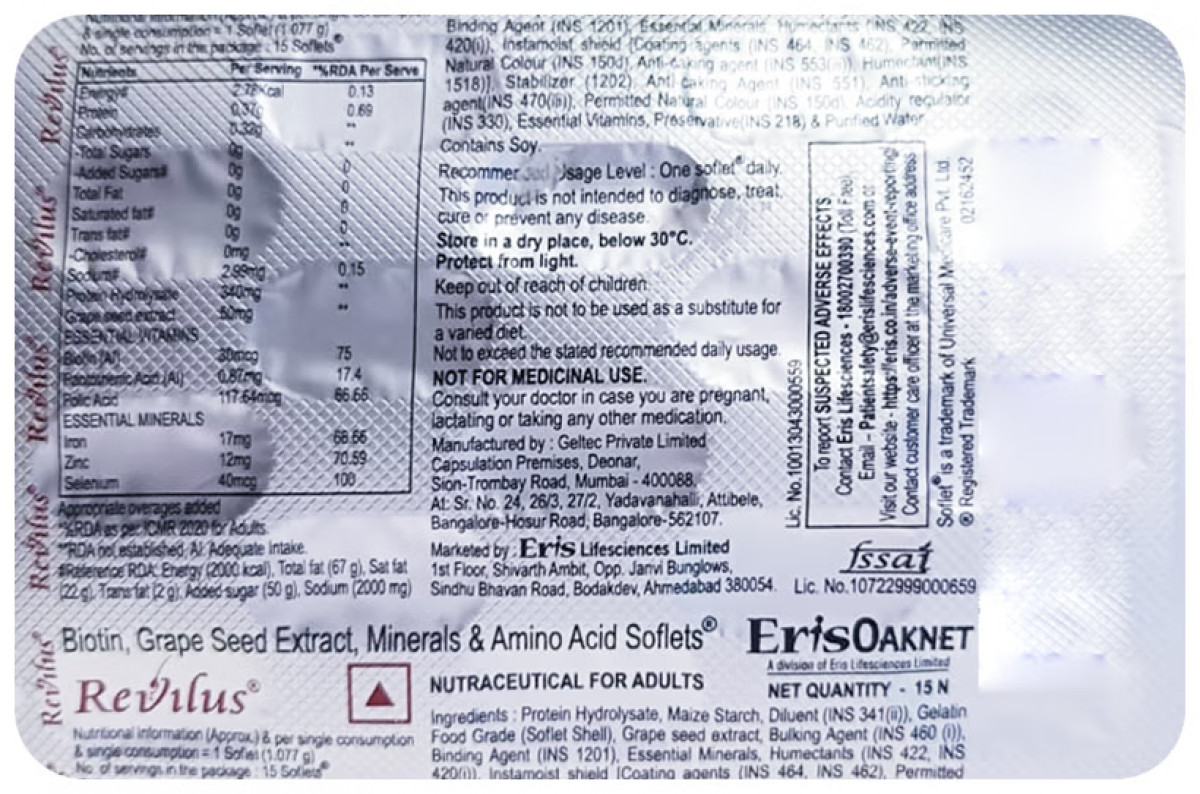 Nutritional Information (Approx.) & per single consumption
& single consumption = 1 Soflet (1.077 g)
No. of servings in the package : 15 Soflets®
Nutrients Per Serving **%RDA Per Serve
Energy# 2.78Kcal 0.13
Protein 0.37g 0.69
Carbohydrates 0.32g **
-Total Sugars 0g **
-Added Sugars# 0g 0
Total Fat 0g 0
Saturated fat# 0g 0
Trans fat# 0g 0
-Cholesterol# 0mg **
Sodium# 2.99mg 0.15
Protein Hydrolysate 340mg **
Grape seed extract 50mg **
ESSENTIAL VITAMINS
Biotin (AI) 30mcg 75
Pantothenic Acid (AI) 0.87mg 17.4
Folic Acid 117.64mcg 66.66
ESSENTIAL MINERALS
Iron 17mg 66.66
Zinc 12mg 70.59
Selenium 40mcg 100
Appropriate overages added
%RDA as per ICMR 2020 for Adults.
**RDA not established, AI: Adequate Intake.
#Reference RDA: Energy (2000 kcal), Total fat (67 g), Sat fat
(22 g), Trans fat (2 g), Added sugar (50 g), Sodium (2000 mg)
Binding Agent (INS 1201), Essential Minerals, Humectants (INS 422, INS
420(i)), Instamoist shield [Coating agents (INS 464, INS 462), Permitted
Natural Colour (INS 150d), Anti-caking agent (INS 553(iii)), Humectant(INS
1518)], Stabilizer (1202), Anti caking Agent (INS 551), Anti-sticking
agent(INS 470(iii)), Permitted Natural Colour (INS 150d), Acidity regulator
(INS 330), Essential Vitamins, Preservative(INS 218) & Purified Water
Contains Soy.
Recommended Usage Level : One soflet® daily.
This product is not intended to diagnose, treat,
cure or prevent any disease.
Store in a dry place, below 30°C.
Protect from light.
Keep out of reach of children
This product is not to be used as a substitute for
a varied diet.
Not to exceed the stated recommended daily usage.
NOT FOR MEDICINAL USE.
Consult your doctor in case you are pregnant,
lactating or taking any other medication.
Manufactured by : Geltec Private Limited
Capsulation Premises, Deonar,
Sion-Trombay Road, Mumbai - 400088.
At: Sr. No. 24, 26/3, 27/2, Yadavanahalli, Attibele,
Bangalore-Hosur Road, Bangalore-562107.
Lic. No.10013043000559
Marketed by : Eris Lifesciences Limited
1st Floor, Shivarth Ambit, Opp. Janvi Bunglows,
Sindhu Bhavan Road, Bodakdev, Ahmedabad 380054.
To report SUSPECTED ADVERSE EFFECTS
Contact Eris Lifesciences - 18002700390 (Toll Free)
Email – Patientsafety@erislifesciences.com or
Visit our website - https://eris.co.in/adverse-event-reporting/
Contact customer care officer at the marketing office address
Soflet® is a trademark of Universal Medicare Pvt. Ltd.
® Registered Trademark 02162452
fssai
Lic. No.10722999000659
Revilus®
Revilus®
Revilus®
Revilus®
Revilus®
Biotin, Grape Seed Extract, Minerals & Amino Acid Soflets®
Revilus®
ErisOAKNET
A division of Eris Lifesciences Limited
NUTRACEUTICAL FOR ADULTS
NET QUANTITY - 15 N
Nutritional Information (Approx.) & per single consumption
& single consumption = 1 Soflet (1.077 g)
No. of servings in the package : 15 Soflets®
Ingredients : Protein Hydrolysate, Maize Starch, Diluent (INS 341(ii)), Gelatin
Food Grade (Soflet Shell), Grape seed extract, Bulking Agent (INS 460 (i)),
Binding Agent (INS 1201), Essential Minerals, Humectants (INS 422, INS
420(i)), Instamoist shield [Coating agents (INS 464, INS 462), Permitted